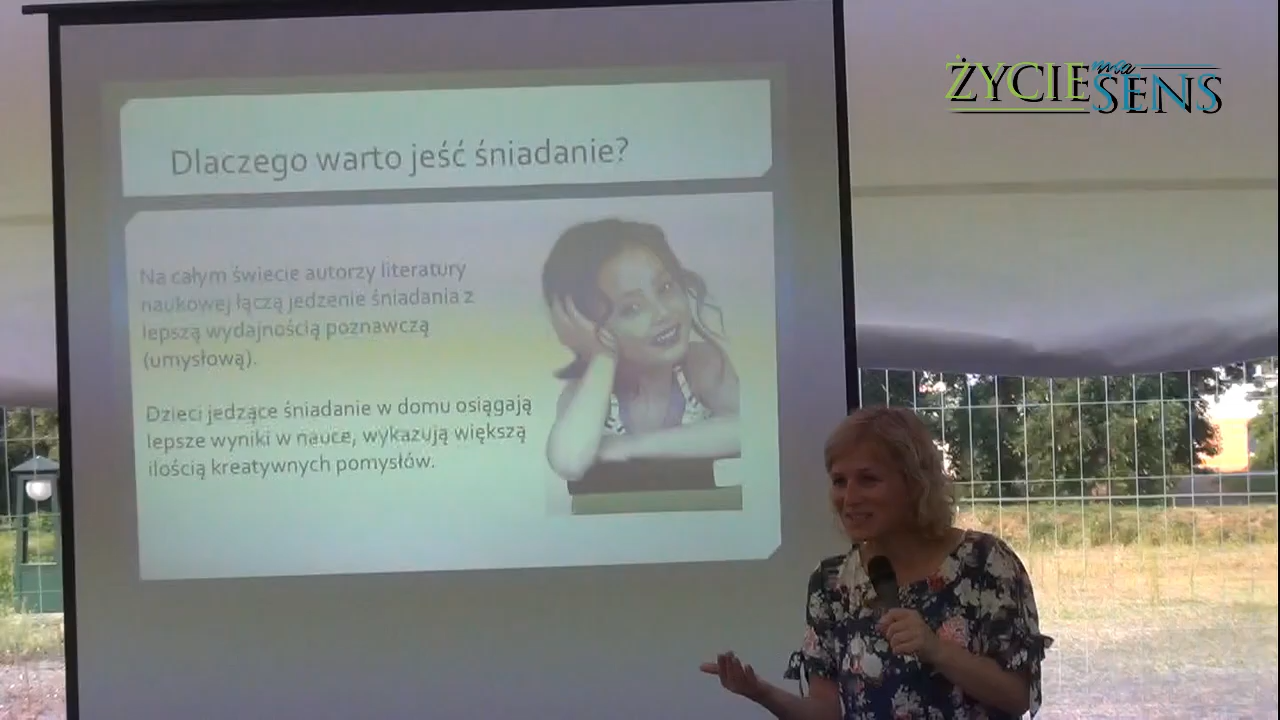 ŻYCIE ma SENS
Dlaczego warto jeść śniadanie?
Na całym świecie autorzy literatury
naukowej łączą jedzenie śniadania z
lepszą wydajnością poznawczą
(umysłową).
Dzieci jedzące śniadanie w domu osiągają
lepsze wyniki w nauce, wykazują większą
ilością kreatywnych pomysłów.